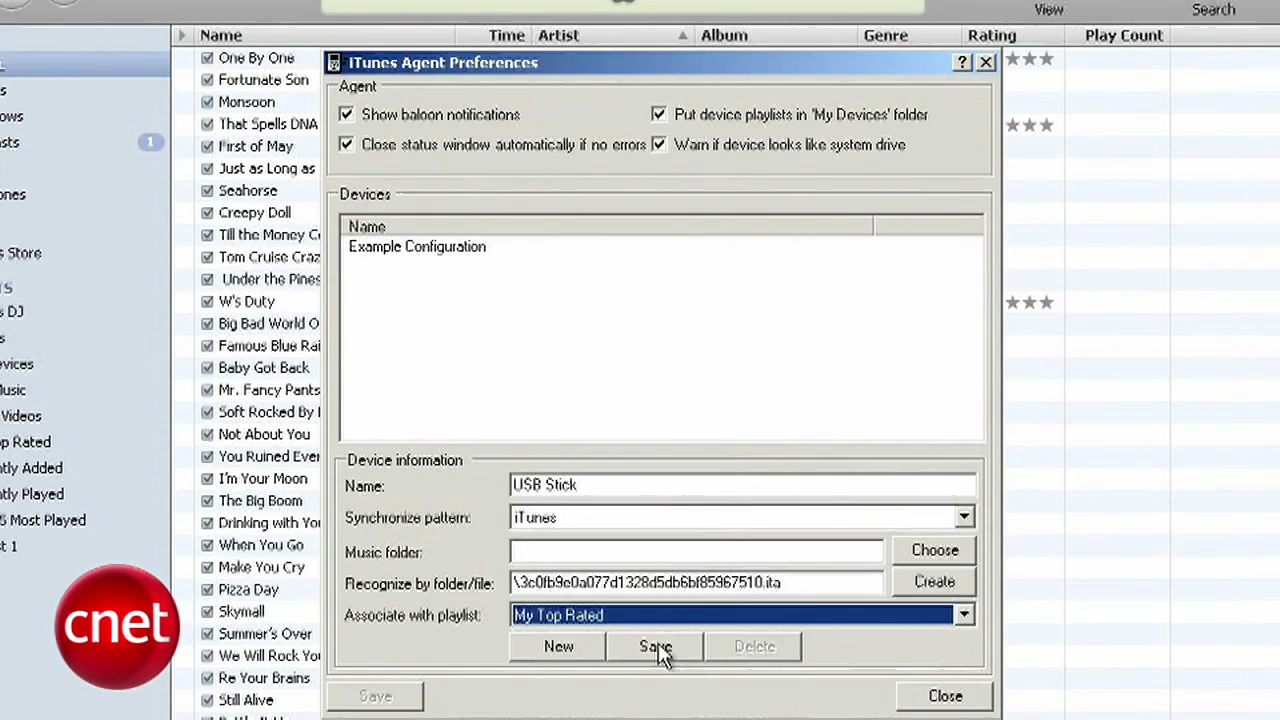 View Search
Name Time Artist Album Genre Rating Play Count
One By One
Fortunate Son
Monsoon
That Spells DNA
First of May
Just as Long as
Seahorse
Creepy Doll
Till the Money
Tom Cruise
Under the Pines
W's Duty
Big Bad World
Famous Blue
Baby Got Back
Mr. Fancy Pants
Soft Rocked By
Not About You
You Ruined
I'm Your Moon
The Big Boom
Drinking with
When You Go
Make You Cry
Pizza Day
Skymall
Summer's Over
We Will Rock
Re Your Brains
Still Alive
1
Store
DJ
Music
Videos
Rated
Added
Played
5 Most Played
t 1
iTunes Agent Preferences
Agent
Show baloon notifications
Put device playlists in 'My Devices' folder
Close status window automatically if no errors
Warn if device looks like system drive
Devices
Name
Example Configuration
Device information
Name: USB Stick
Synchronize pattern: iTunes
Music folder: Choose
Recognize by folder/file: \3c0fb9e0a077d1328d5db6bf85967510.ita Create
Associate with playlist: My Top Rated
New Save Delete
Save Close
cnet